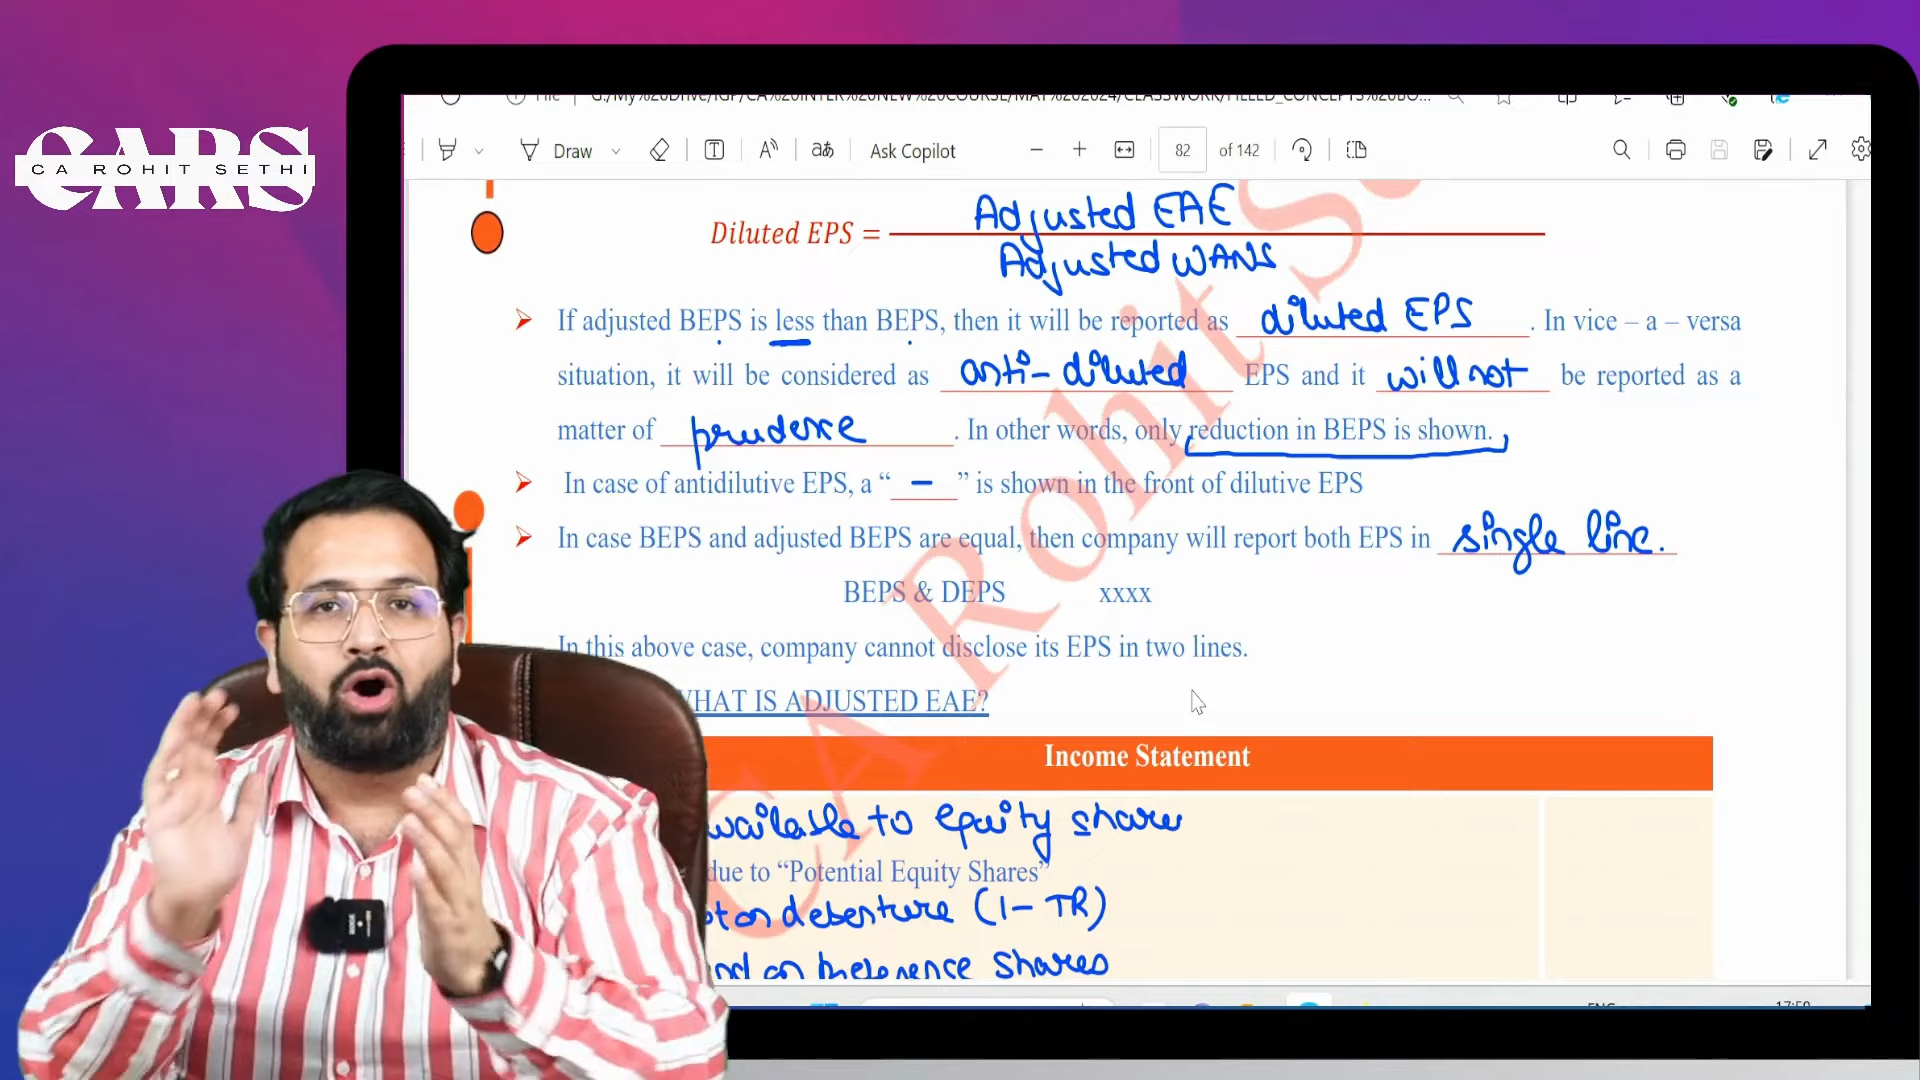 CARS
CA ROHIT SETHI
Draw
Ask Copilot
82 of 142
Diluted EPS =
Adjusted EAE
Adjusted WANS
If adjusted BEPS is less than BEPS, then it will be reported as diluted EPS . In vice – a – versa
situation, it will be considered as anti-diluted EPS and it will not be reported as a
matter of prudence . In other words, only reduction in BEPS is shown.
In case of antidilutive EPS, a “ – ” is shown in the front of dilutive EPS
In case BEPS and adjusted BEPS are equal, then company will report both EPS in single line.
BEPS & DEPS xxxx
In this above case, company cannot disclose its EPS in two lines.
HAT IS ADJUSTED EAE?
Income Statement
available to equity share
due to “Potential Equity Shares”
on debenture (1-TR)
on Preference Shares
CA Rohit Se